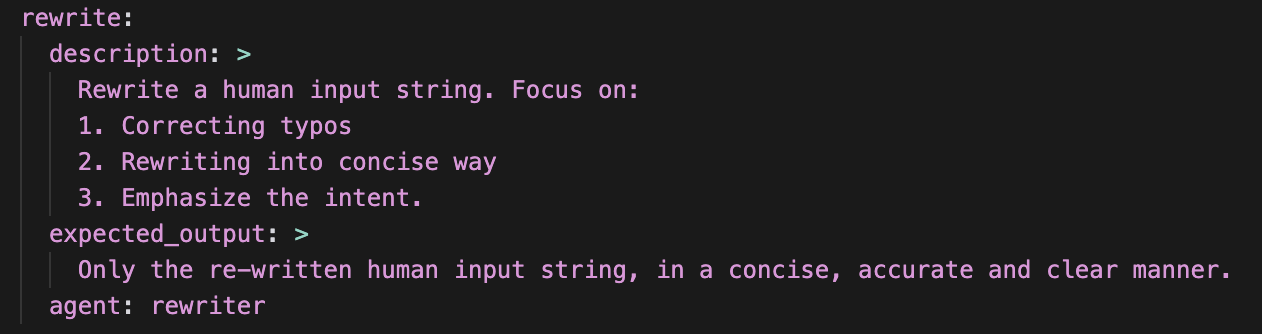 rewrite:
description: >
Rewrite a human input string. Focus on:
1. Correcting typos
2. Rewriting into concise way
3. Emphasize the intent.
expected_output: >
Only the re-written human input string, in a concise, accurate and clear manner.
agent: rewriter